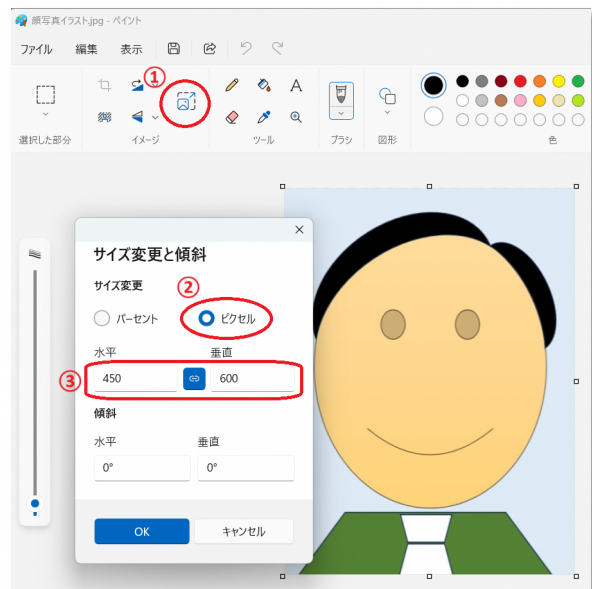 顔写真イラスト.jpg - ペイント
ファイル 編集 表示
①
A
選択した部分 イメージ ツール ブラシ 図形 色
サイズ変更と傾斜
サイズ変更
②
パーセント ピクセル
水平 垂直
③ 450 600
傾斜
水平 垂直
0° 0°
OK キャンセル